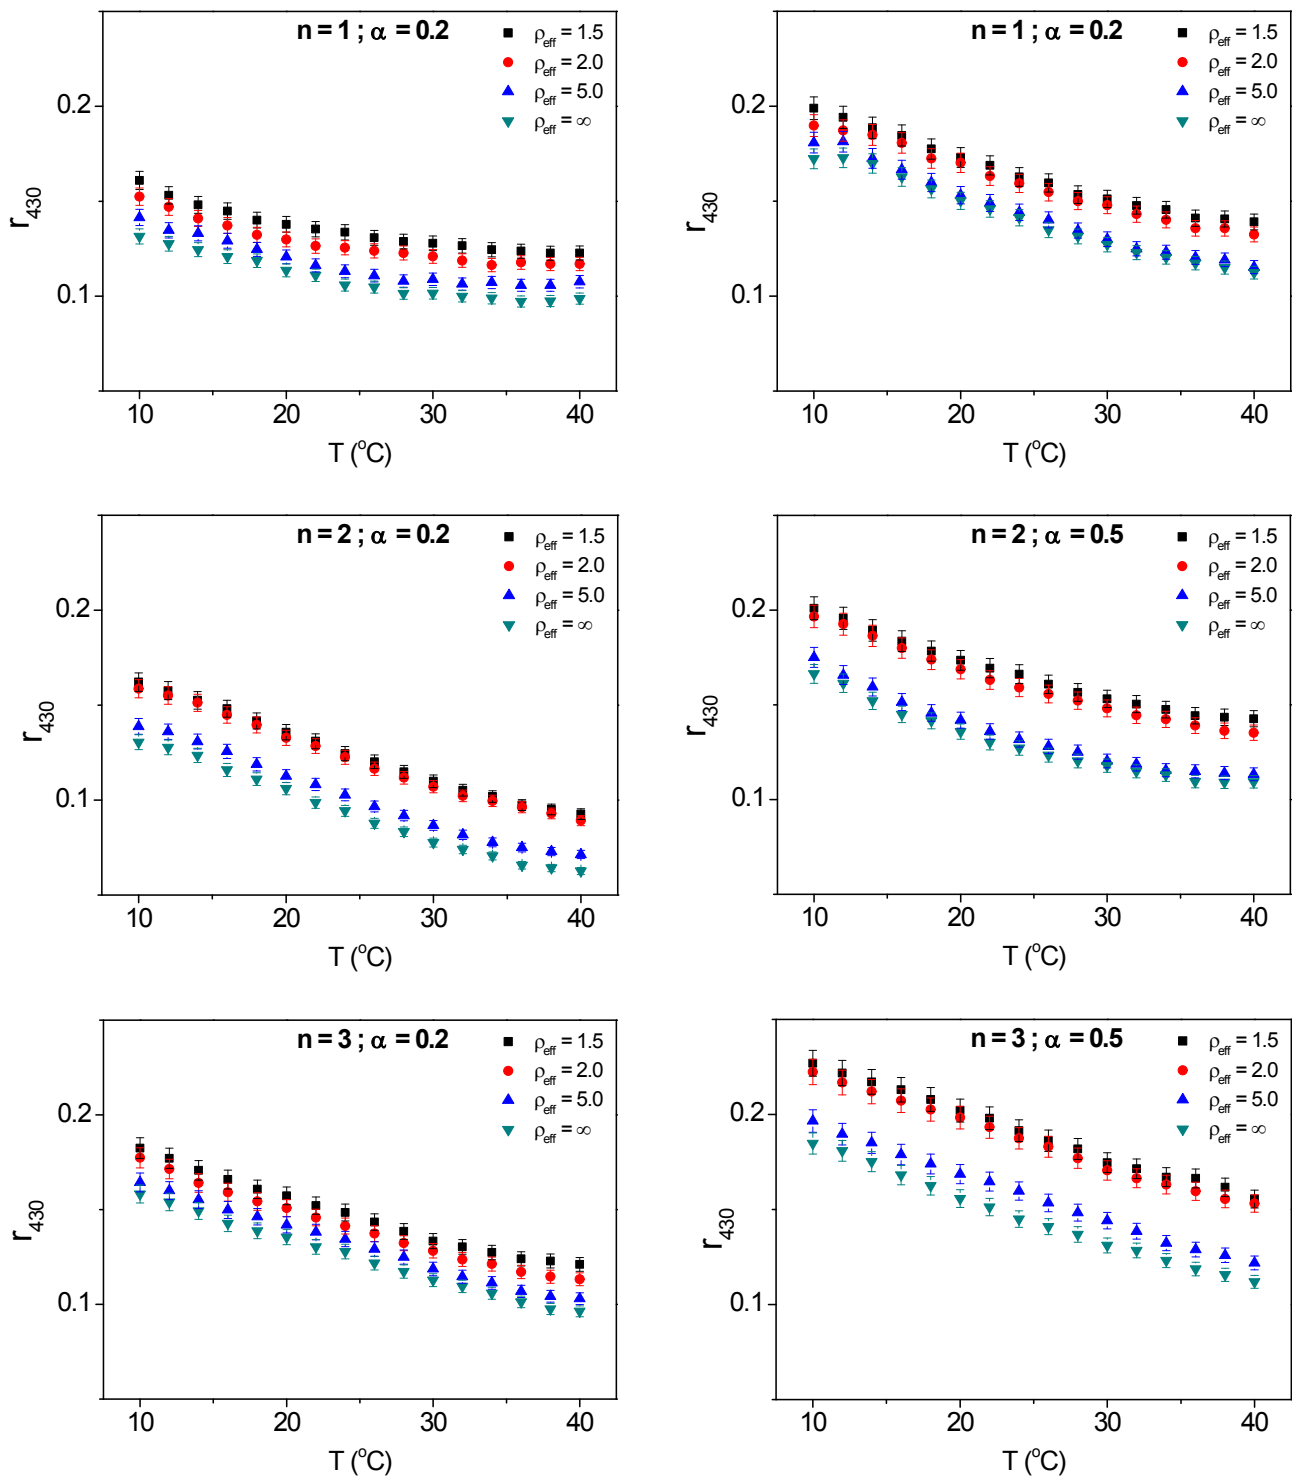 n = 1 ; α = 0.2
ρeff = 1.5
ρeff = 2.0
ρeff = 5.0
ρeff = ∞
0.2
0.1
r430
10 20 30 40
T (°C)
n = 1 ; α = 0.2
ρeff = 1.5
ρeff = 2.0
ρeff = 5.0
ρeff = ∞
0.2
0.1
r430
10 20 30 40
T (°C)
n = 2 ; α = 0.2
ρeff = 1.5
ρeff = 2.0
ρeff = 5.0
ρeff = ∞
0.2
0.1
r430
10 20 30 40
T (°C)
n = 2 ; α = 0.5
ρeff = 1.5
ρeff = 2.0
ρeff = 5.0
ρeff = ∞
0.2
0.1
r430
10 20 30 40
T (°C)
n = 3 ; α = 0.2
ρeff = 1.5
ρeff = 2.0
ρeff = 5.0
ρeff = ∞
0.2
0.1
r430
10 20 30 40
T (°C)
n = 3 ; α = 0.5
ρeff = 1.5
ρeff = 2.0
ρeff = 5.0
ρeff = ∞
0.2
0.1
r430
10 20 30 40
T (°C)